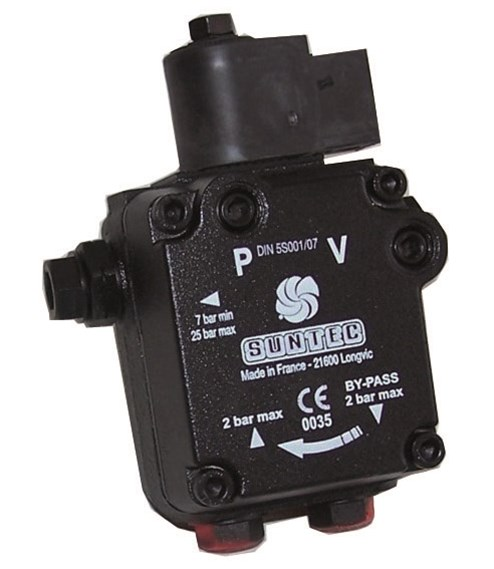 DIN 5S001/07
P V
7 bar min
25 bar max
SUNTEC
Made in France - 21600 Longvic
BY-PASS
2 bar max
2 bar max
CE
0035